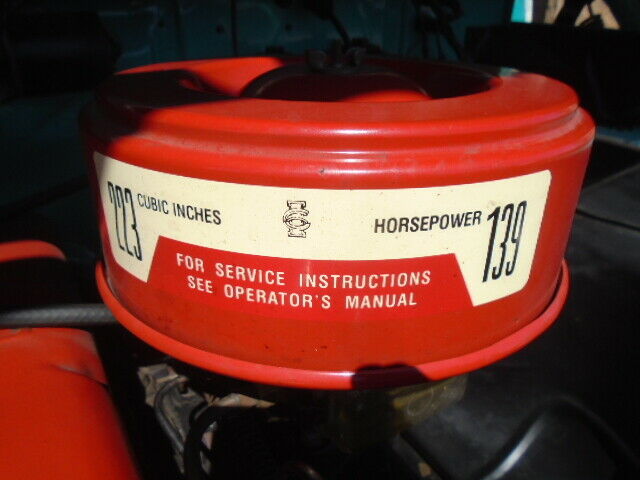 223 CUBIC INCHES
HORSEPOWER 139
FOR SERVICE INSTRUCTIONS
SEE OPERATOR'S MANUAL